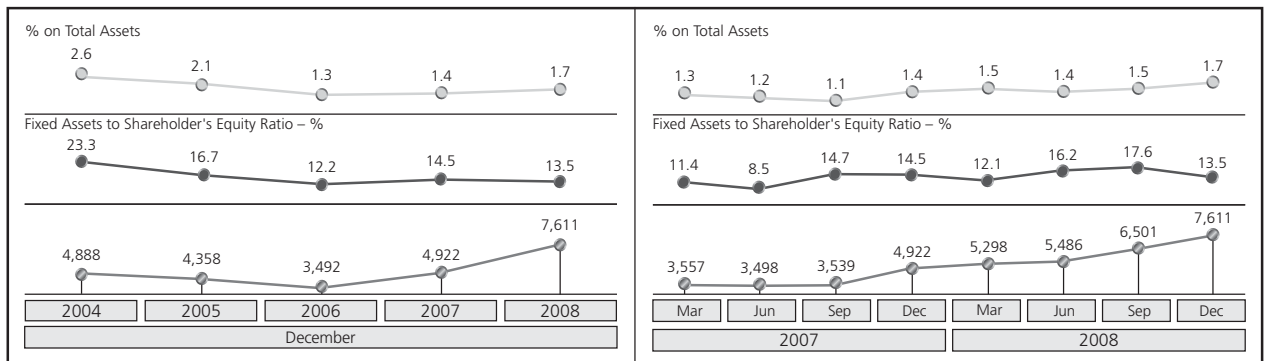 % on Total Assets
2.6 2.1 1.3 1.4 1.7
Fixed Assets to Shareholder's Equity Ratio – %
23.3 16.7 12.2 14.5 13.5
4,888 4,358 3,492 4,922 7,611
2004 2005 2006 2007 2008
December
% on Total Assets
1.3 1.2 1.1 1.4 1.5 1.4 1.5 1.7
Fixed Assets to Shareholder's Equity Ratio – %
11.4 8.5 14.7 14.5 12.1 16.2 17.6 13.5
3,557 3,498 3,539 4,922 5,298 5,486 6,501 7,611
Mar Jun Sep Dec Mar Jun Sep Dec
2007 2008